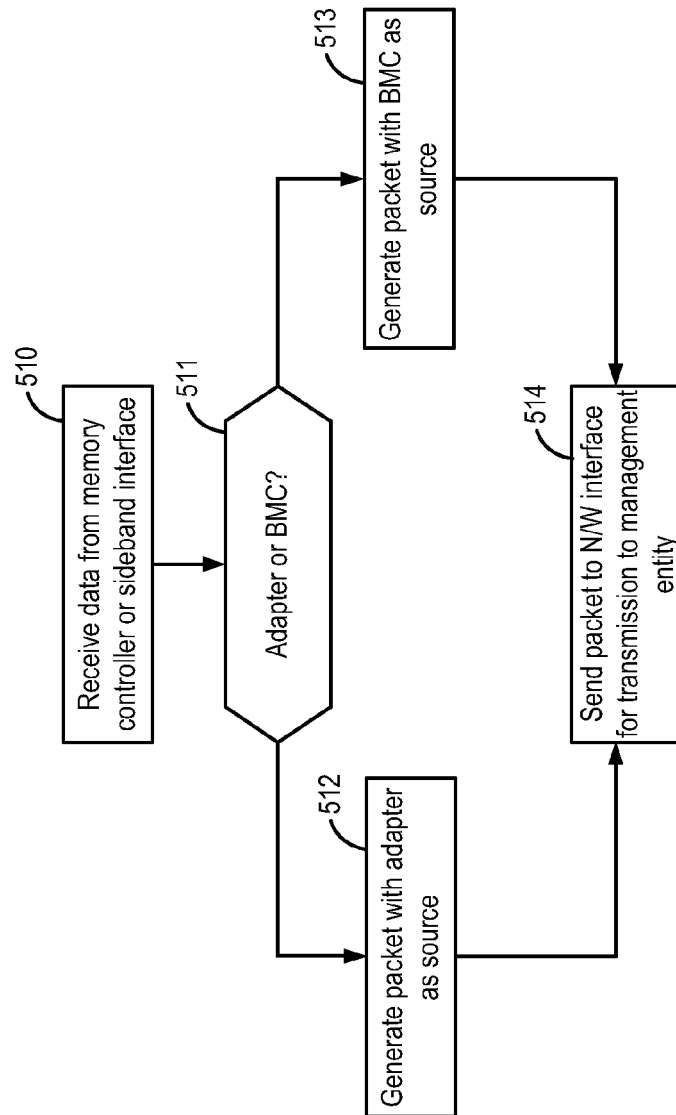 510
Receive data from memory
controller or sideband interface
511
Adapter or BMC?
512
Generate packet with adapter
as source
513
Generate packet with BMC as
source
514
Send packet to N/W interface
for transmission to management
entity